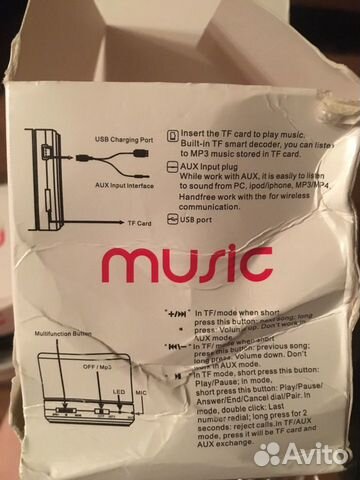 Insert the TF card to play music.
Built-in TF smart decoder, you can listen
to MP3 music stored in TF card.
USB Charging Port
AUX Input plug
While work with AUX, it is easily to listen
to sound from PC, ipod/iphone, MP3/MP4,
Handfree work with the for wireless
communication.
AUX Input Interface
TF Card
USB port
music
"+/⏭" In TF/ mode when short
press this button: next song; long
press: Volume up. Don't work in
AUX mode.
"⏮/−" In TF/ mode when short
press this button: previous song;
long press: Volume down. Don't
work in AUX mode.
⏯ In TF mode, short press this button:
Play/Pause; in mode,
short press this button: Play/Pause/
Answer/End/Cancel dial/Pair. In
mode, double click: Last
number redial; long press for 2
seconds: reject calls.In TF/AUX
mode, press it will be TF card and
AUX exchange.
Multifunction Button
OFF / Mp3
LED
MIC
Avito